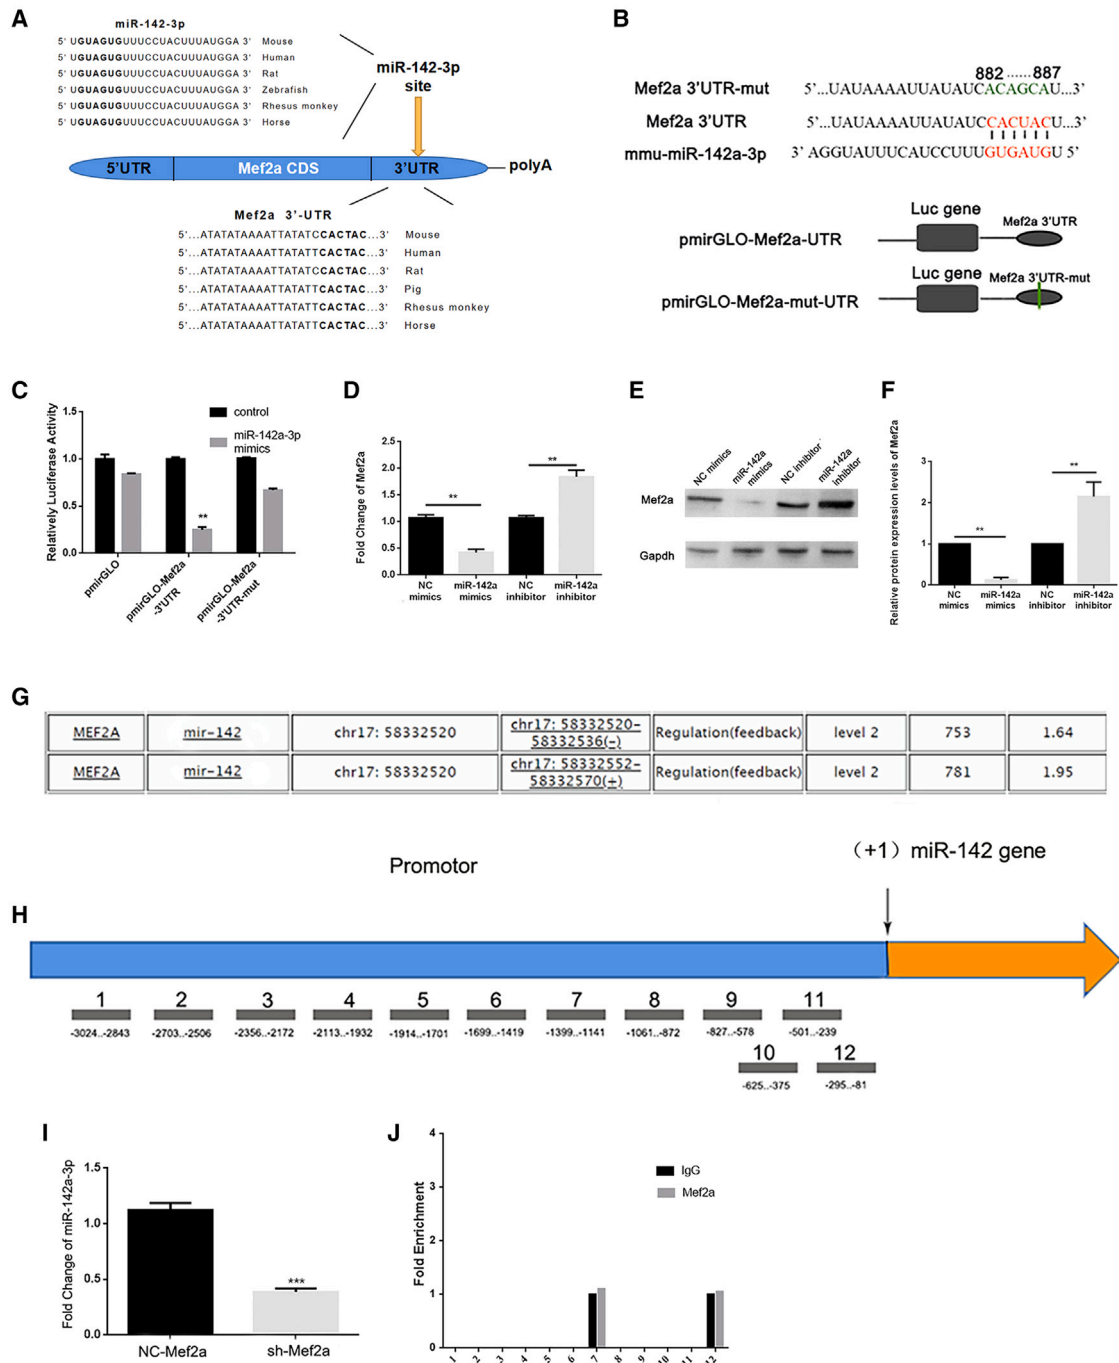 A
miR-142-3p
5' UGUAGUGUUUCCUACUUUAUGGA 3' Mouse
5' UGUAGUGUUUCCUACUUUAUGGA 3' Human
5' UGUAGUGUUUCCUACUUUAUGGA 3' Rat
5' UGUAGUGUUUCCUACUUUAUGGA 3' Zebrafish
5' UGUAGUGUUUCCUACUUUAUGGA 3' Rhesus monkey
5' UGUAGUGUUUCCUACUUUAUGGA 3' Horse
miR-142-3p
site
5'UTR Mef2a CDS 3'UTR polyA
Mef2a 3'-UTR
5'...ATATATAAAATTATATCCACTAC...3' Mouse
5'...ATATATAAAATTATATTCACTAC...3' Human
5'...ATATATAAAATTATATCCACTAC...3' Rat
5'...ATATATAAAATTATATTCACTAC...3' Pig
5'...ATATATAAAATTATATTCACTAC...3' Rhesus monkey
5'...ATATATAAAATTATATTCACTAC...3' Horse
B
882 ...... 887
Mef2a 3'UTR-mut 5'...UAUAAAAUUAUAUCACAGCAU...3'
Mef2a 3'UTR 5'...UAUAAAAUUAUAUCCACUACU...3'
mmu-miR-142a-3p 3' AGGUAUUUCAUCCUUUGUGAUGU 5'
Luc gene
Mef2a 3'UTR
pmirGLO-Mef2a-UTR
Luc gene
Mef2a 3'UTR-mut
pmirGLO-Mef2a-mut-UTR
C
Relatively Luciferase Activity
1.5
1.0
0.5
0.0
control
miR-142a-3p
mimics
**
pmirGLO
pmirGLO-Mef2a
-3'UTR
pmirGLO-Mef2a
-3'UTR-mut
D
Fold Change of Mef2a
2.5
2.0
1.5
1.0
0.5
0.0
**
**
NC
mimics
miR-142a
mimics
NC
inhibitor
miR-142a
inhibitor
E
NC mimics
miR-142a
mimics
NC inhibitor
miR-142a
inhibitor
Mef2a
Gapdh
F
Relative protein expression levels of Mef2a
3
2
1
0
**
**
NC
mimics
miR-142a
mimics
NC
inhibitor
miR-142a
inhibitor
G
MEF2A mir-142 chr17: 58332520 chr17: 58332520-
58332536(-) Regulation(feedback) level 2 753 1.64
MEF2A mir-142 chr17: 58332520 chr17: 58332552-
58332570(+) Regulation(feedback) level 2 781 1.95
Promotor
(+1) miR-142 gene
H
1 2 3 4 5 6 7 8 9 11
-3024..-2843 -2703..-2506 -2356..-2172 -2113..-1932 -1914..-1701 -1699..-1419 -1399..-1141 -1061..-872 -827..-578 -501..-239
10 12
-625..-375 -295..-81
I
Fold Change of miR-142a-3p
1.5
1.0
0.5
0.0
***
NC-Mef2a sh-Mef2a
J
Fold Enrichment
4
3
2
1
0
IgG
Mef2a
1 2 3 4 5 6 7 8 9 10 11 12